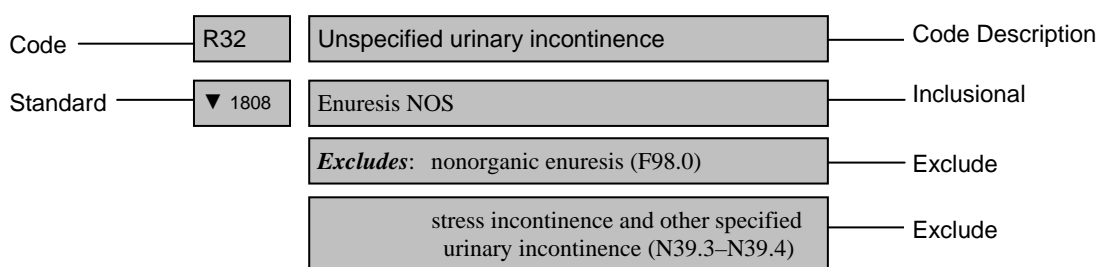 Code R32 Unspecified urinary incontinence Code Description
Standard ▼ 1808 Enuresis NOS Inclusional
Excludes: nonorganic enuresis (F98.0) Exclude
stress incontinence and other specified
urinary incontinence (N39.3–N39.4) Exclude